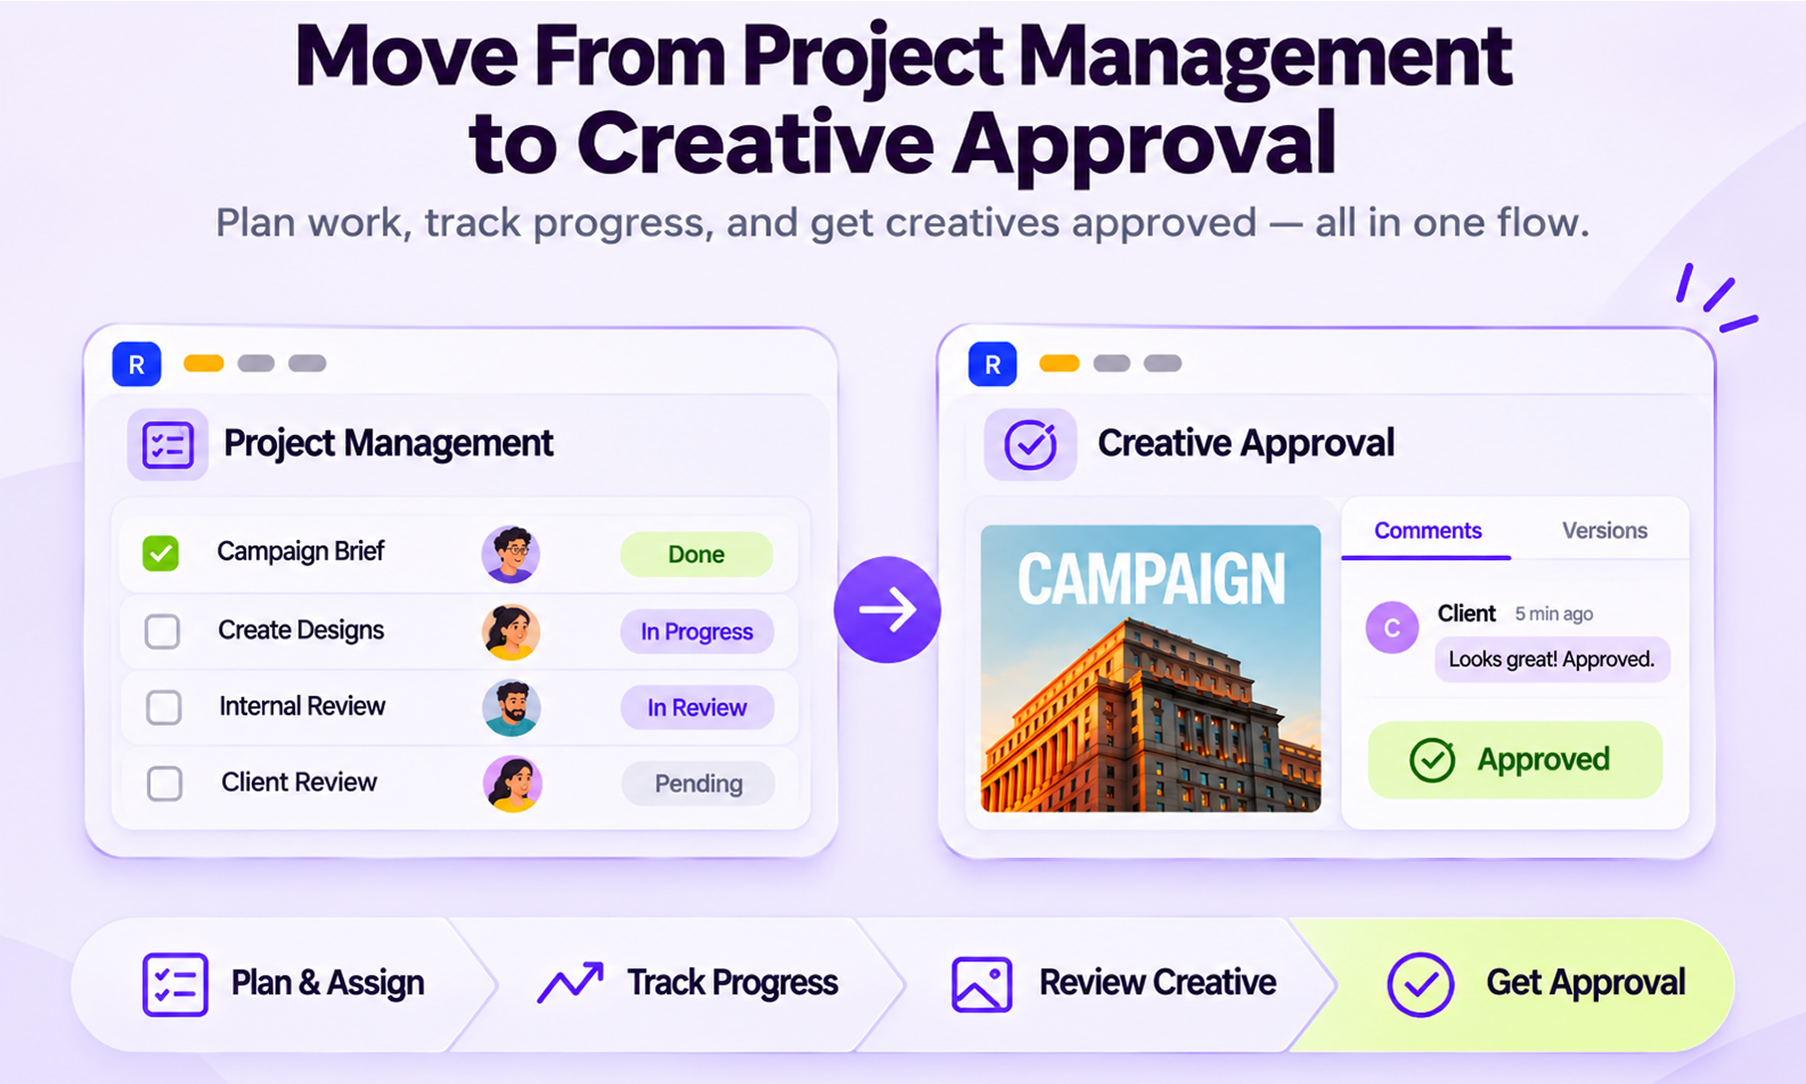 Move From Project Management
to Creative Approval
Plan work, track progress, and get creatives approved — all in one flow.
R
Project Management
Campaign Brief
Done
Create Designs
In Progress
Internal Review
In Review
Client Review
Pending
R
Creative Approval
CAMPAIGN
Comments
Versions
C
Client
5 min ago
Looks great! Approved.
Approved
Plan & Assign
Track Progress
Review Creative
Get Approval